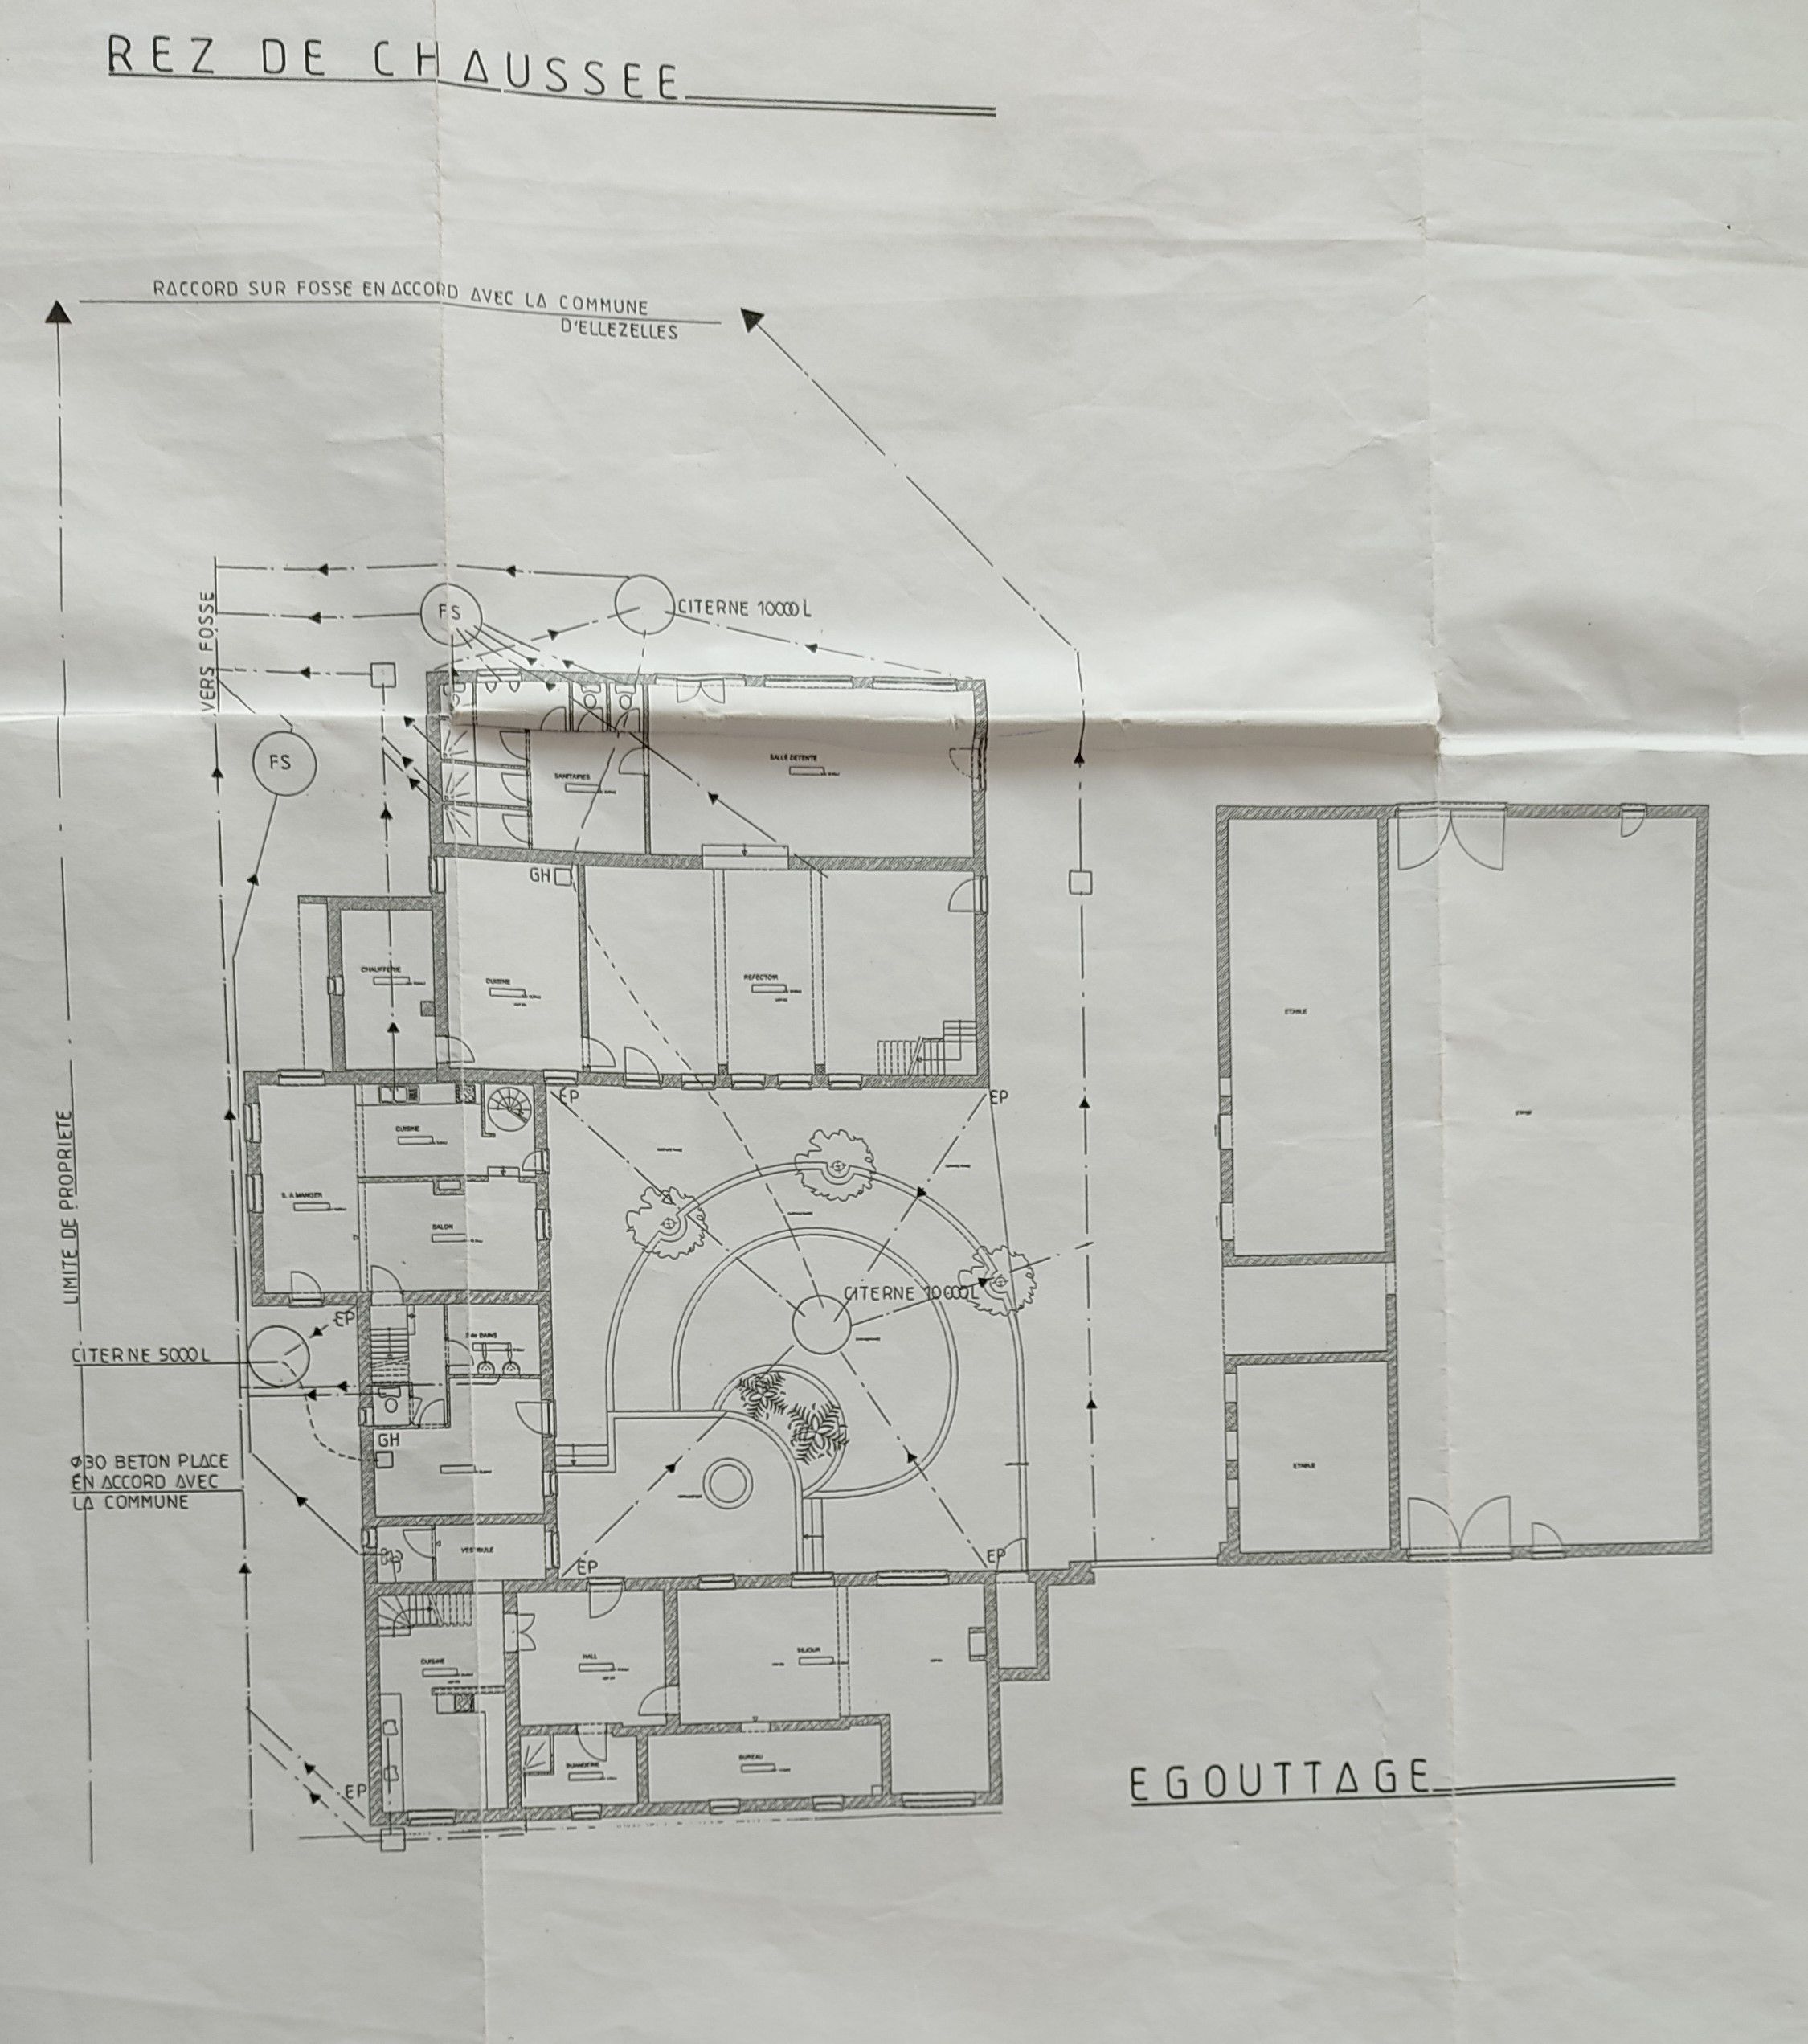 REZ DE CHAUSSEE
RACCORD SUR FOSSE EN ACCORD AVEC LA COMMUNE
D'ELLEZELLES
VERS FOSSE
FS
CITERNE 10000 L
FS
SALLE DETENTE
SANITAIRES
GH
CHAUFFERIE
CUISINE
REFECTOIR
ETABLE
LIMITE DE PROPRIETE
EP
EP
CUISINE
S. A MANGER
SALON
CITERNE 10000L
EP
S de BAINS
CITERNE 5000 L
GH
Ø30 BETON PLACE
EN ACCORD AVEC
LA COMMUNE
ETABLE
VESTIBULE
EP
EP
HALL
SEJOUR
CUISINE
BUREAU
BUANDERIE
EP
EGOUTTAGE